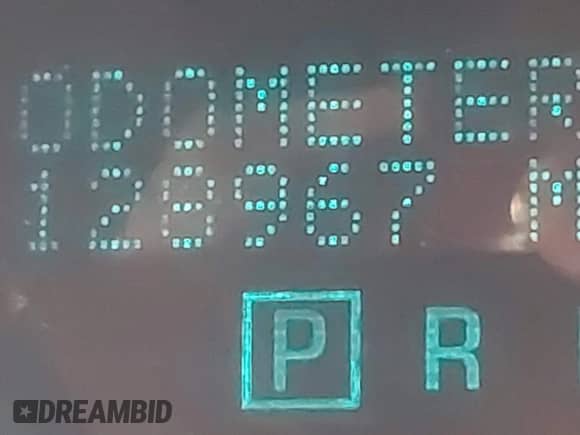 ODOMETER
128967 M
P R
DREAMBID